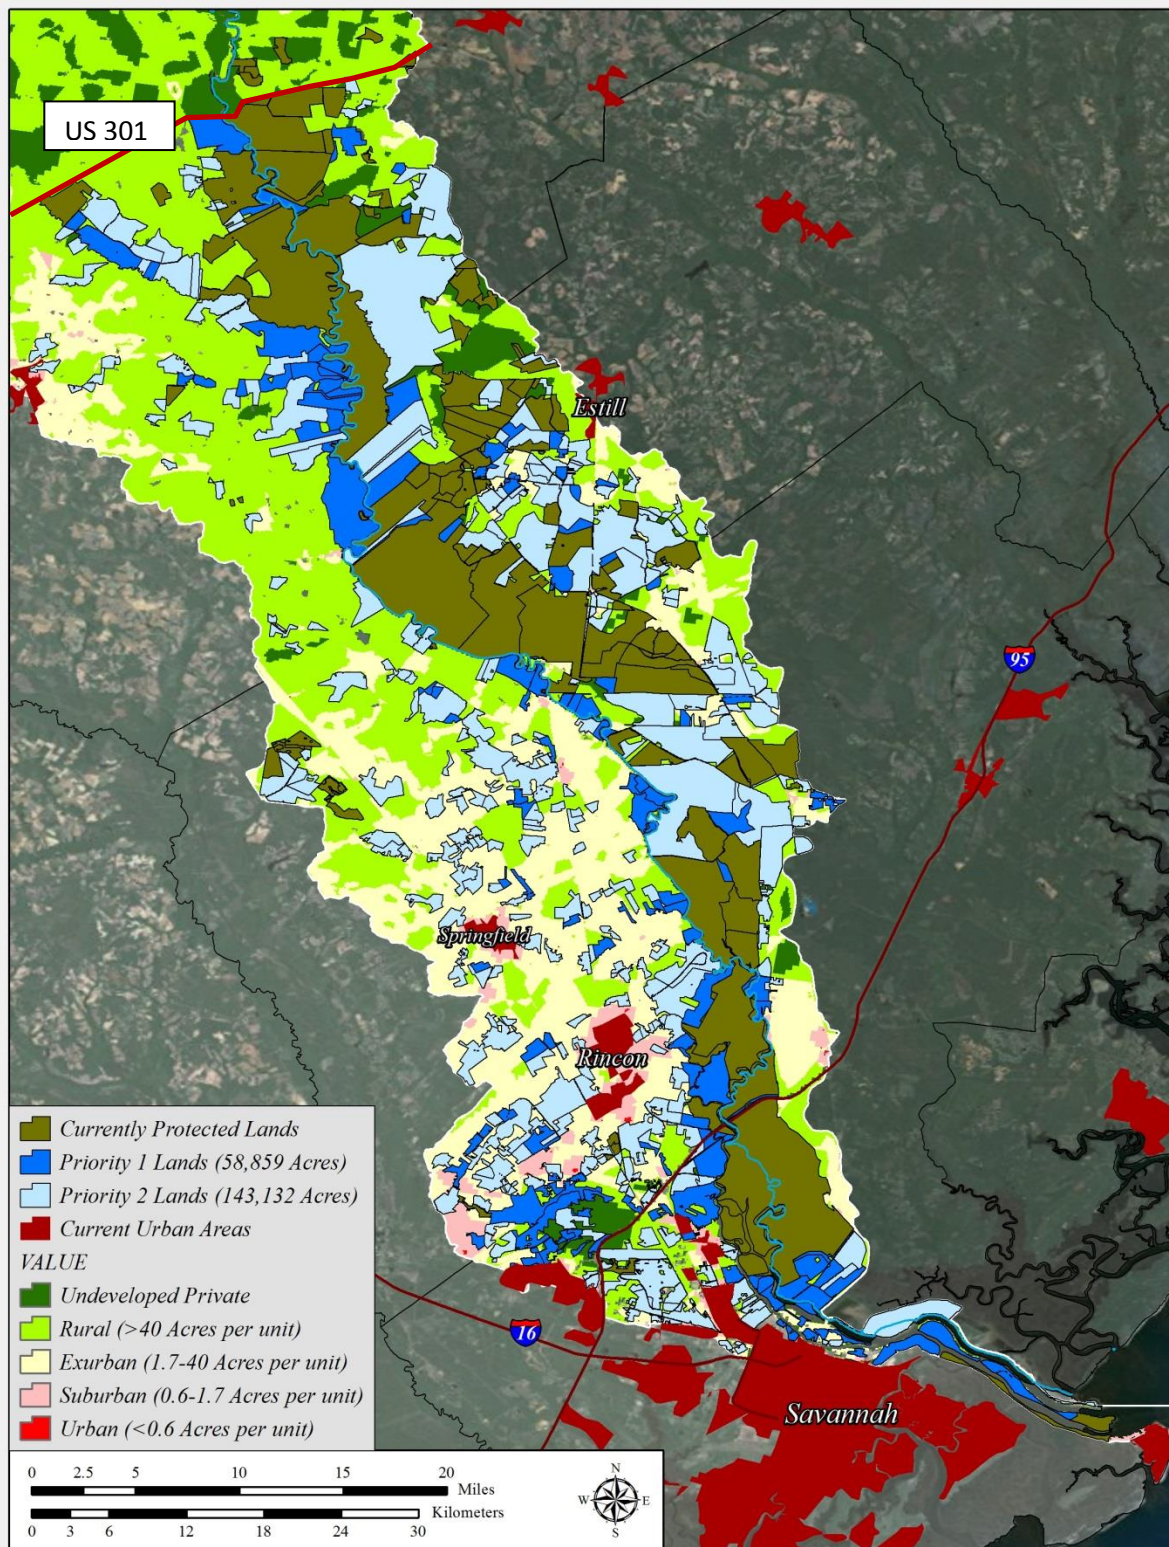 US 301
Estill
95
Springfield
Rincon
Currently Protected Lands
Priority 1 Lands (58,859 Acres)
Priority 2 Lands (143,132 Acres)
Current Urban Areas
VALUE
Undeveloped Private
Rural (>40 Acres per unit)
Exurban (1.7-40 Acres per unit)
Suburban (0.6-1.7 Acres per unit)
Urban (<0.6 Acres per unit)
16
Savannah
0 2.5 5 10 15 20
Miles
Kilometers
0 3 6 12 18 24 30
N
W E
S